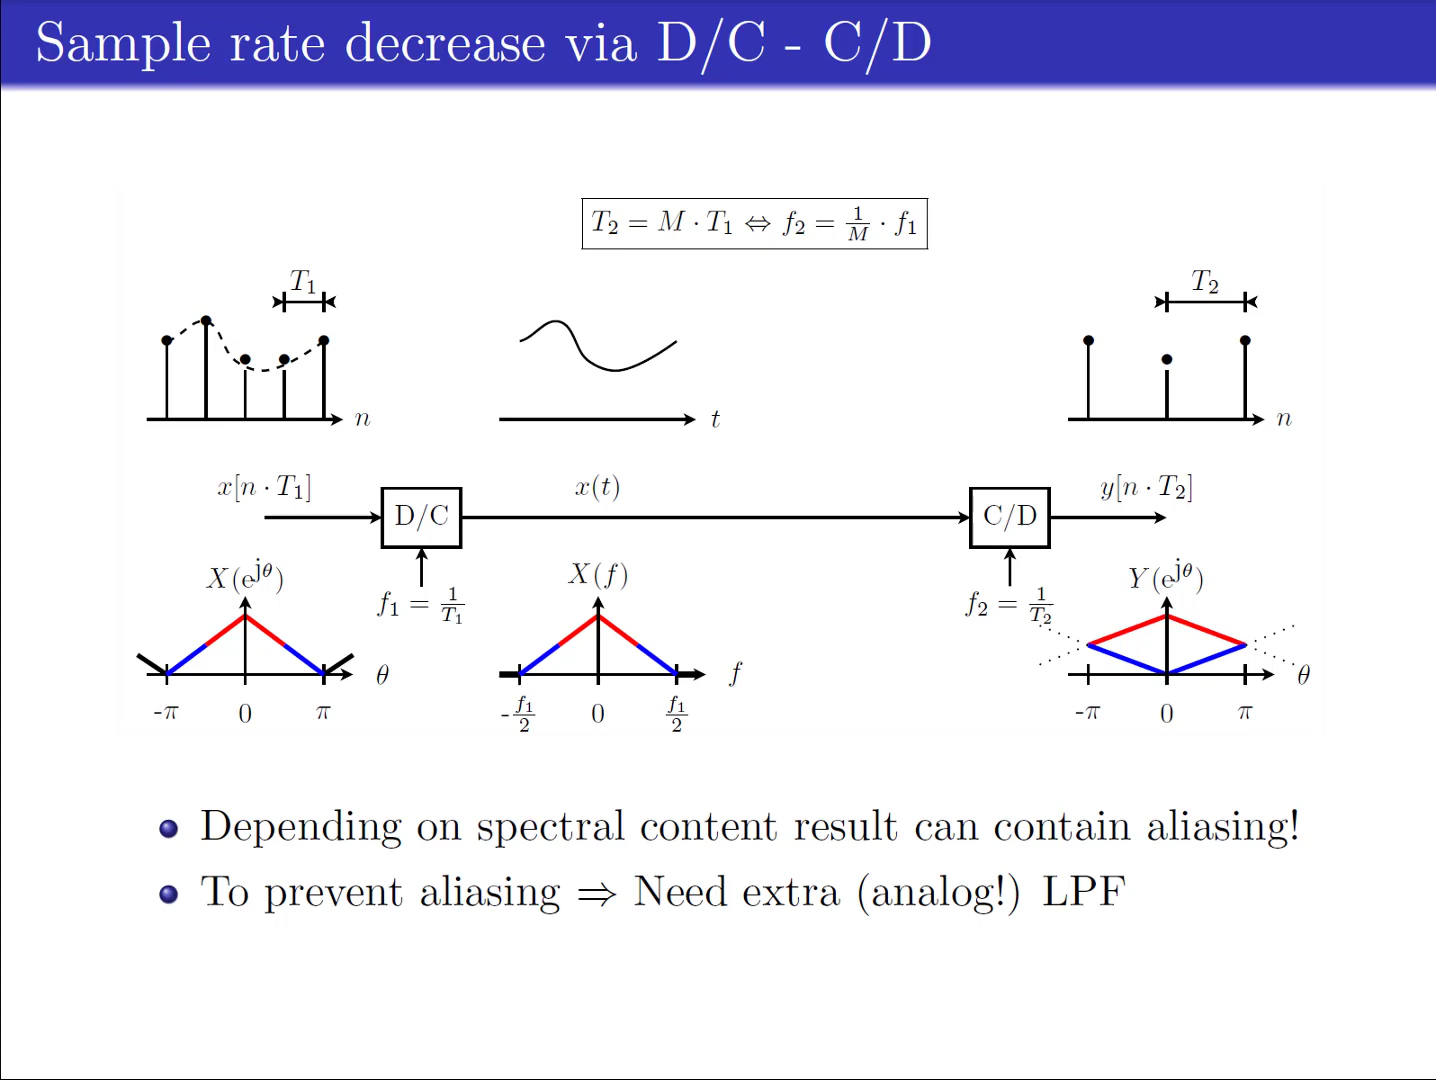 Sample rate decrease via D/C - C/D
T₂ = M · T₁ ⇔ f₂ = 1/M · f₁
T₁
T₂
n
t
n
x[n · T₁]
x(t)
y[n · T₂]
D/C
C/D
X(e^jθ)
X(f)
Y(e^jθ)
f₁ = 1/T₁
f₂ = 1/T₂
θ
f
θ
-π 0 π
-f₁/2 0 f₁/2
-π 0 π
Depending on spectral content result can contain aliasing!
To prevent aliasing ⇒ Need extra (analog!) LPF